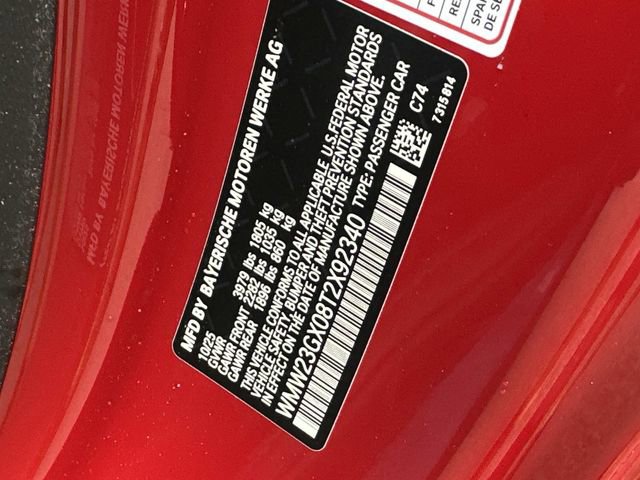 MFD BY BAYERISCHE MOTOREN WERKE AG
10/25
GVWR 3979 lbs 1805 kg
GAWR FRONT 2282 lbs 1035 kg
GAWR REAR 1896 lbs 860 kg
THIS VEHICLE CONFORMS TO ALL APPLICABLE U.S. FEDERAL MOTOR
VEHICLE SAFETY, BUMPER AND THEFT PREVENTION STANDARDS
IN EFFECT ON THE DATE OF MANUFACTURE SHOWN ABOVE.
WMW23GX08T2X92340 TYPE: PASSENGER CAR
C74
7315814